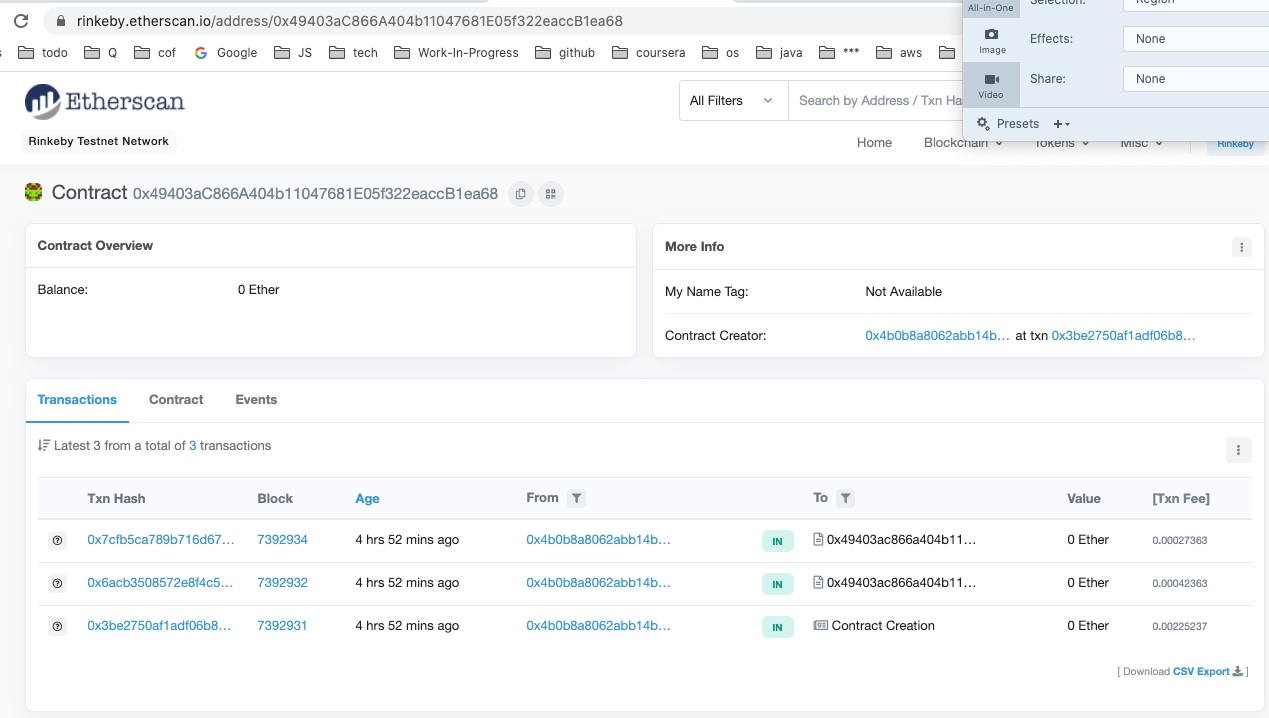 rinkeby.etherscan.io/address/0x49403aC866A404b11047681E05f322eaccB1ea68
All-in-One
Region
Image
Effects: None
Video
Share: None
Presets
todo Q cof Google JS tech Work-In-Progress github coursera os java *** aws
Etherscan
Rinkeby Testnet Network
All Filters
Search by Address / Txn Ha
Home Blockchain Tokens Misc Rinkeby
Contract 0x49403aC866A404b11047681E05f322eaccB1ea68
Contract Overview
Balance: 0 Ether
More Info
My Name Tag: Not Available
Contract Creator: 0x4b0b8a8062abb14b... at txn 0x3be2750af1adf06b8...
Transactions Contract Events
Latest 3 from a total of 3 transactions
Txn Hash Block Age From To Value [Txn Fee]
0x7cfb5ca789b716d67... 7392934 4 hrs 52 mins ago 0x4b0b8a8062abb14b... IN 0x49403ac866a404b11... 0 Ether 0.00027363
0x6acb3508572e8f4c5... 7392932 4 hrs 52 mins ago 0x4b0b8a8062abb14b... IN 0x49403ac866a404b11... 0 Ether 0.00042363
0x3be2750af1adf06b8... 7392931 4 hrs 52 mins ago 0x4b0b8a8062abb14b... IN Contract Creation 0 Ether 0.00225237
[ Download CSV Export ]